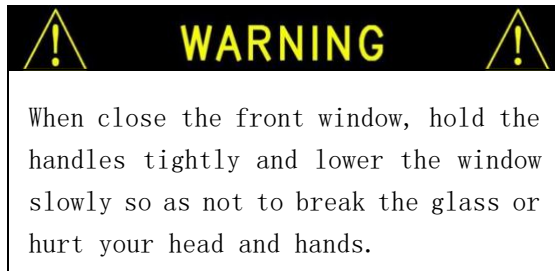 WARNING
When close the front window, hold the
handles tightly and lower the window
slowly so as not to break the glass or
hurt your head and hands.